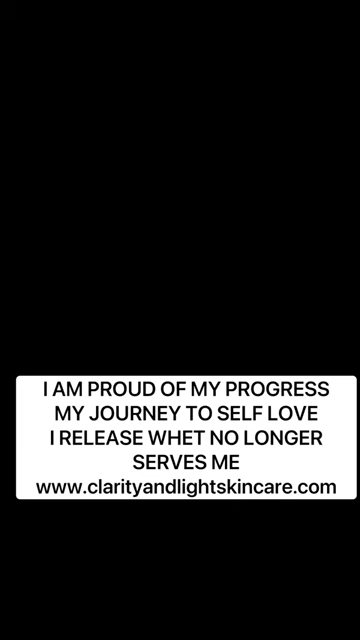 I AM PROUD OF MY PROGRESS
MY JOURNEY TO SELF LOVE
I RELEASE WHET NO LONGER
SERVES ME
www.clarityandlightskincare.com